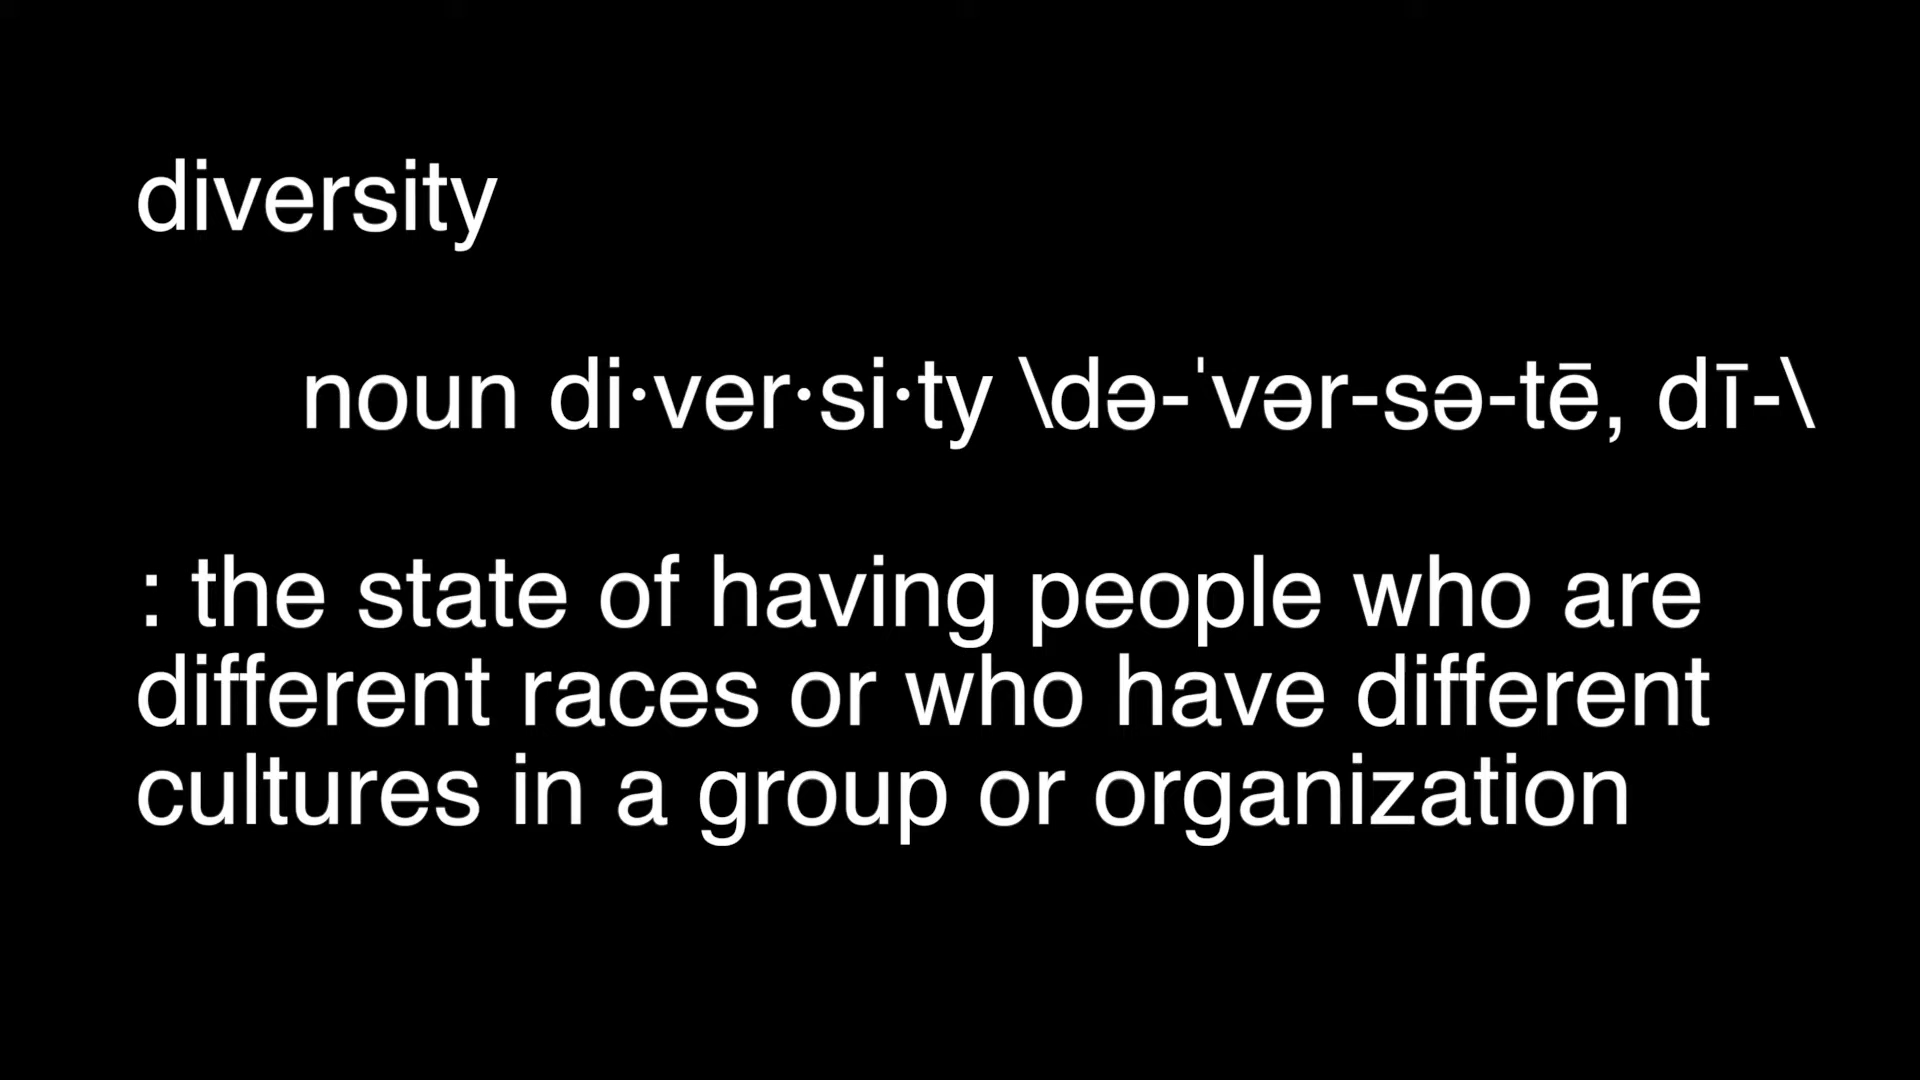 diversity
noun di·ver·si·ty \də-ˈvər-sə-tē, dī-\
: the state of having people who are
different races or who have different
cultures in a group or organization